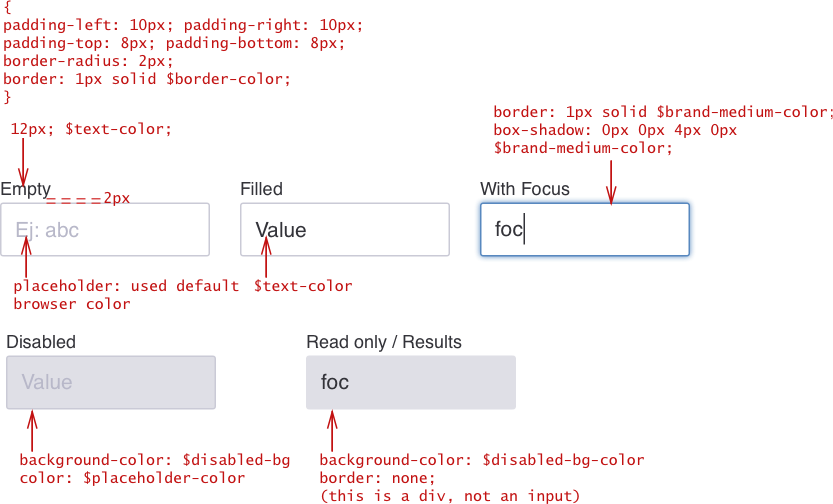 {
padding-left: 10px; padding-right: 10px;
padding-top: 8px; padding-bottom: 8px;
border-radius: 2px;
border: 1px solid $border-color;
}
12px; $text-color;
border: 1px solid $brand-medium-color;
box-shadow: 0px 0px 4px 0px
$brand-medium-color;
Empty
2px
Filled
With Focus
Ej: abc
Value
foc
placeholder: used default
browser color
$text-color
Disabled
Read only / Results
Value
foc
background-color: $disabled-bg
color: $placeholder-color
background-color: $disabled-bg-color
border: none;
(this is a div, not an input)